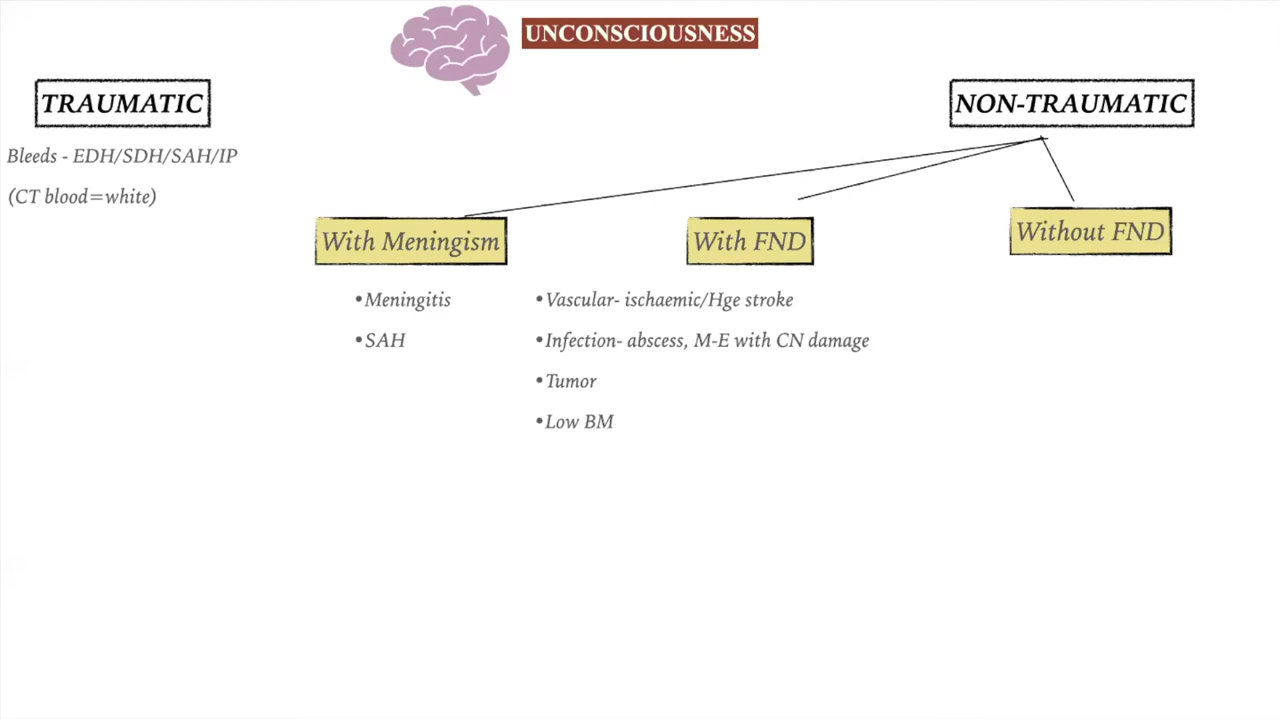 UNCONSCIOUSNESS
TRAUMATIC
Bleeds - EDH/SDH/SAH/IP
(CT blood=white)
NON-TRAUMATIC
With Meningism
•Meningitis
•SAH
With FND
•Vascular- ischaemic/Hge stroke
•Infection- abscess, M-E with CN damage
•Tumor
•Low BM
Without FND